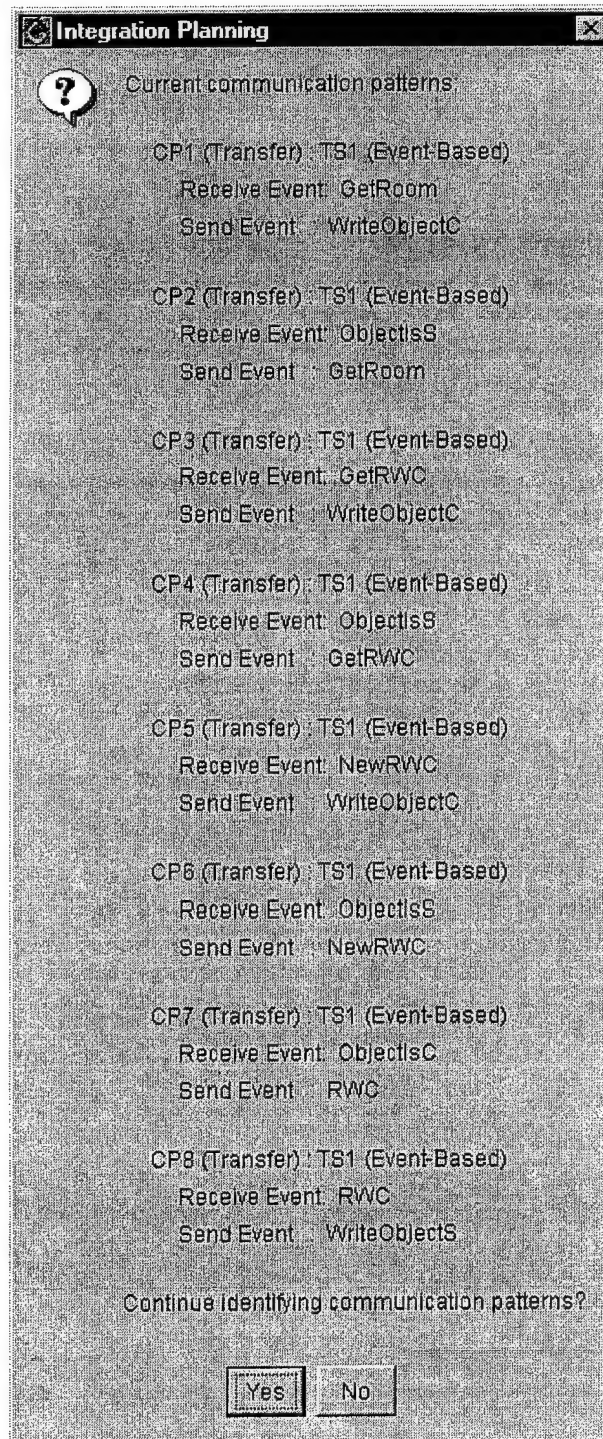 Integration Planning
Current communication patterns:
CP1 (Transfer) : TS1 (Event-Based)
Receive Event: GetRoom
Send Event : WriteObjectC
CP2 (Transfer) : TS1 (Event-Based)
Receive Event: ObjectIsS
Send Event : GetRoom
CP3 (Transfer) : TS1 (Event-Based)
Receive Event: GetRWC
Send Event : WriteObjectC
CP4 (Transfer) : TS1 (Event-Based)
Receive Event: ObjectIsS
Send Event : GetRWC
CP5 (Transfer) : TS1 (Event-Based)
Receive Event: NewRWC
Send Event : WriteObjectC
CP6 (Transfer) : TS1 (Event-Based)
Receive Event: ObjectIsS
Send Event : NewRWC
CP7 (Transfer) : TS1 (Event-Based)
Receive Event: ObjectIsC
Send Event : RWC
CP8 (Transfer) : TS1 (Event-Based)
Receive Event: RWC
Send Event : WriteObjectS
Continue identifying communication patterns?
Yes No